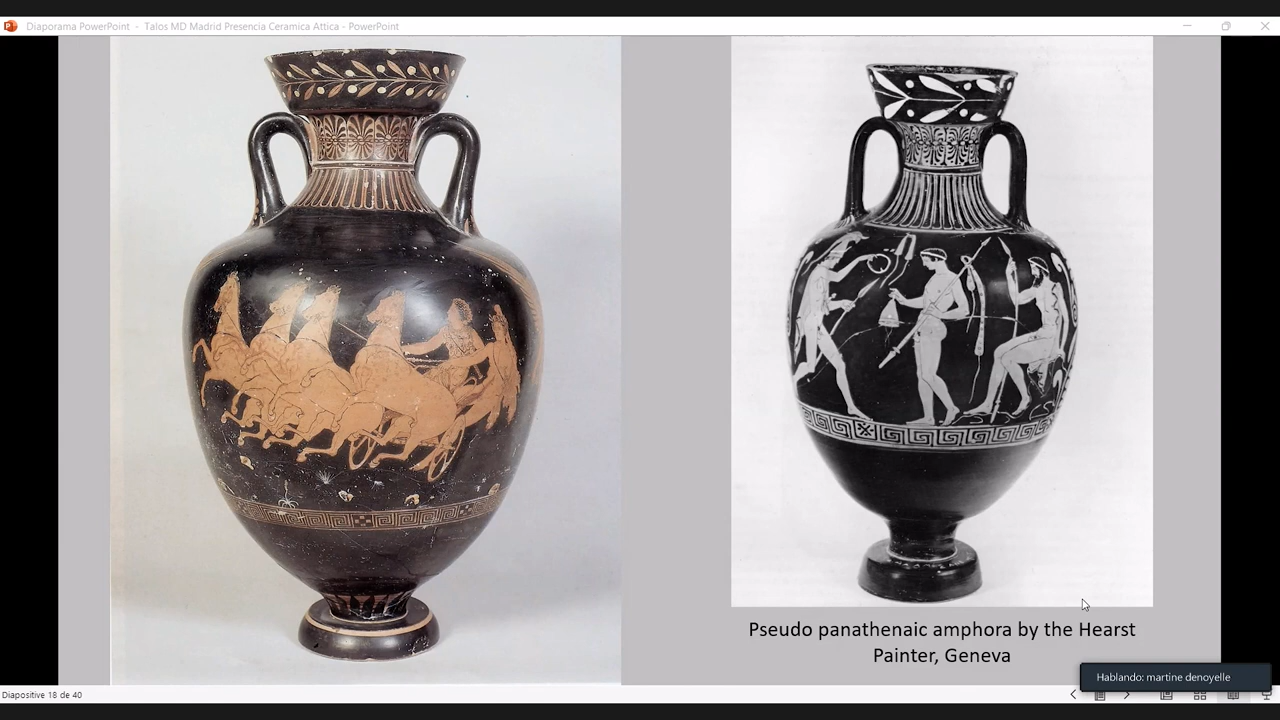 Diaporama PowerPoint - Talos MD Madrid Presencia Ceramica Attica - PowerPoint
Pseudo panathenaic amphora by the Hearst
Painter, Geneva
Hablando: martine denoyelle
Diapositive 18 de 40